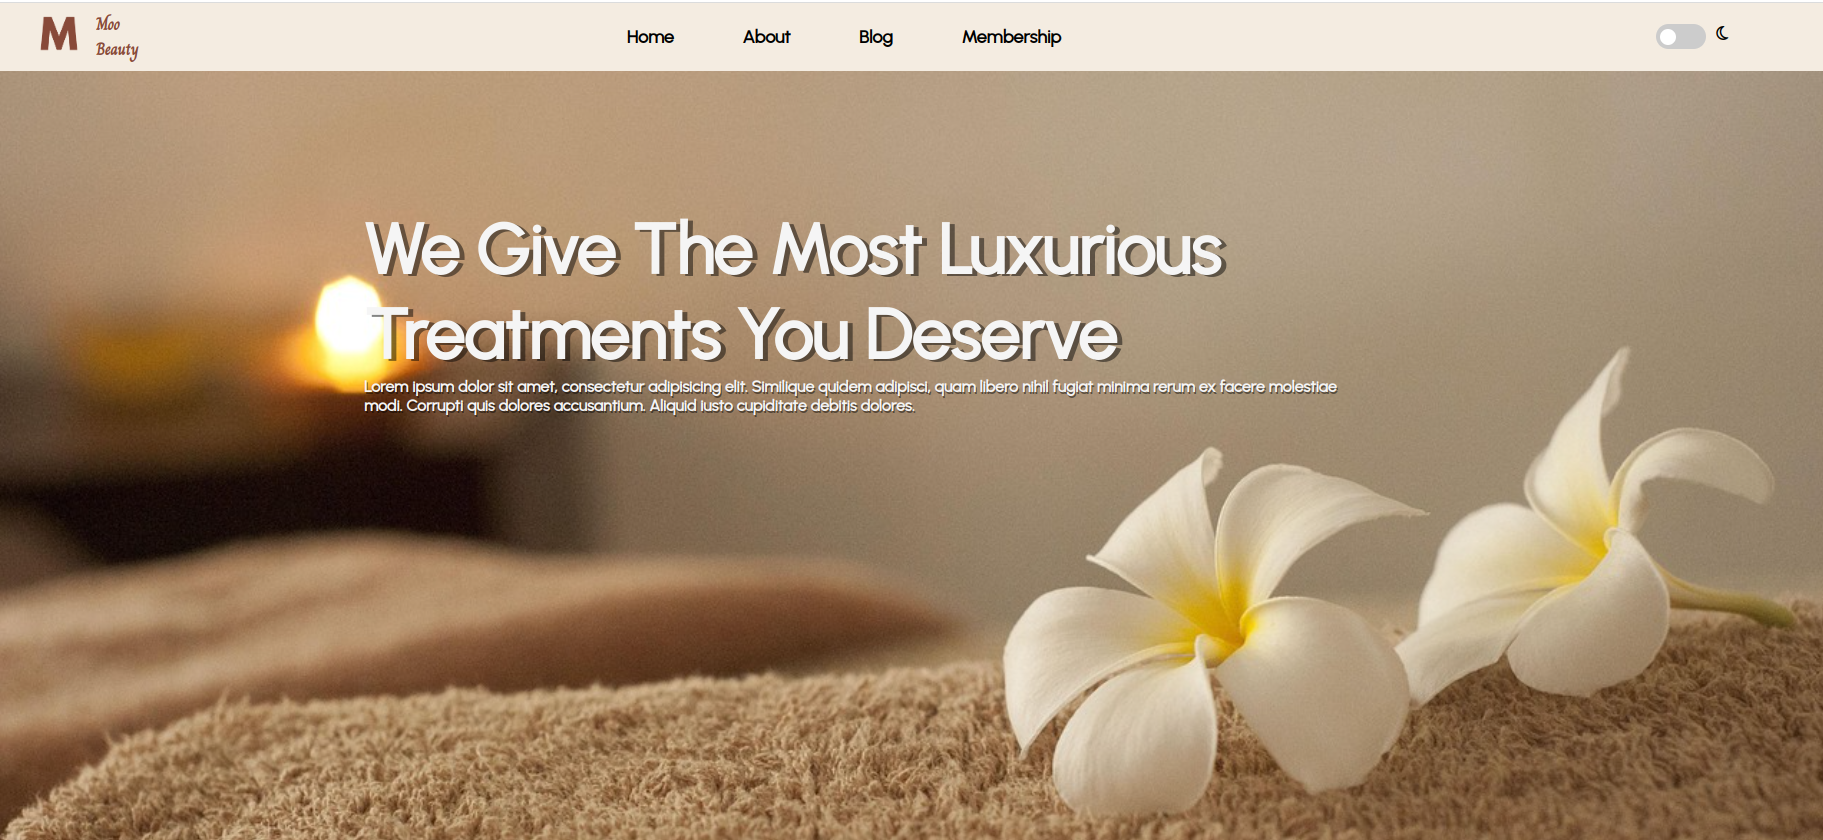 M
Moo
Beauty
Home About Blog Membership
We Give The Most Luxurious
Treatments You Deserve
Lorem ipsum dolor sit amet, consectetur adipisicing elit. Similique quidem adipisci, quam libero nihil fugiat minima rerum ex facere molestiae
modi. Corrupti quis dolores accusantium. Aliquid iusto cupiditate debitis dolores.